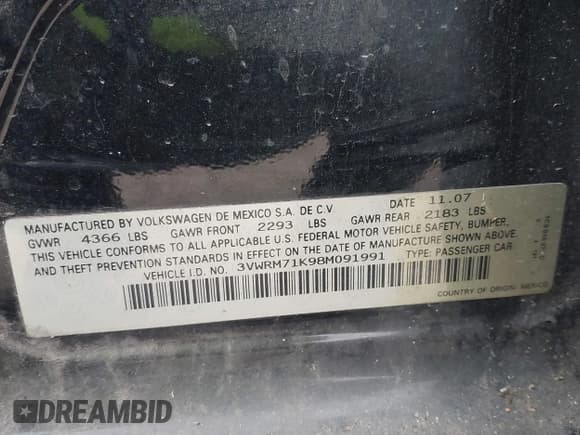 MANUFACTURED BY VOLKSWAGEN DE MEXICO S.A. DE C.V. DATE 11.07
GVWR 4366 LBS GAWR FRONT 2293 LBS GAWR REAR 2183 LBS
THIS VEHICLE CONFORMS TO ALL APPLICABLE U.S. FEDERAL MOTOR VEHICLE SAFETY, BUMPER,
AND THEFT PREVENTION STANDARDS IN EFFECT ON THE DATE OF MANUFACTURE SHOWN ABOVE.
VEHICLE I.D. NO. 3VWRM71K98M091991 TYPE: PASSENGER CAR
COUNTRY OF ORIGIN: MEXICO
DREAMBID